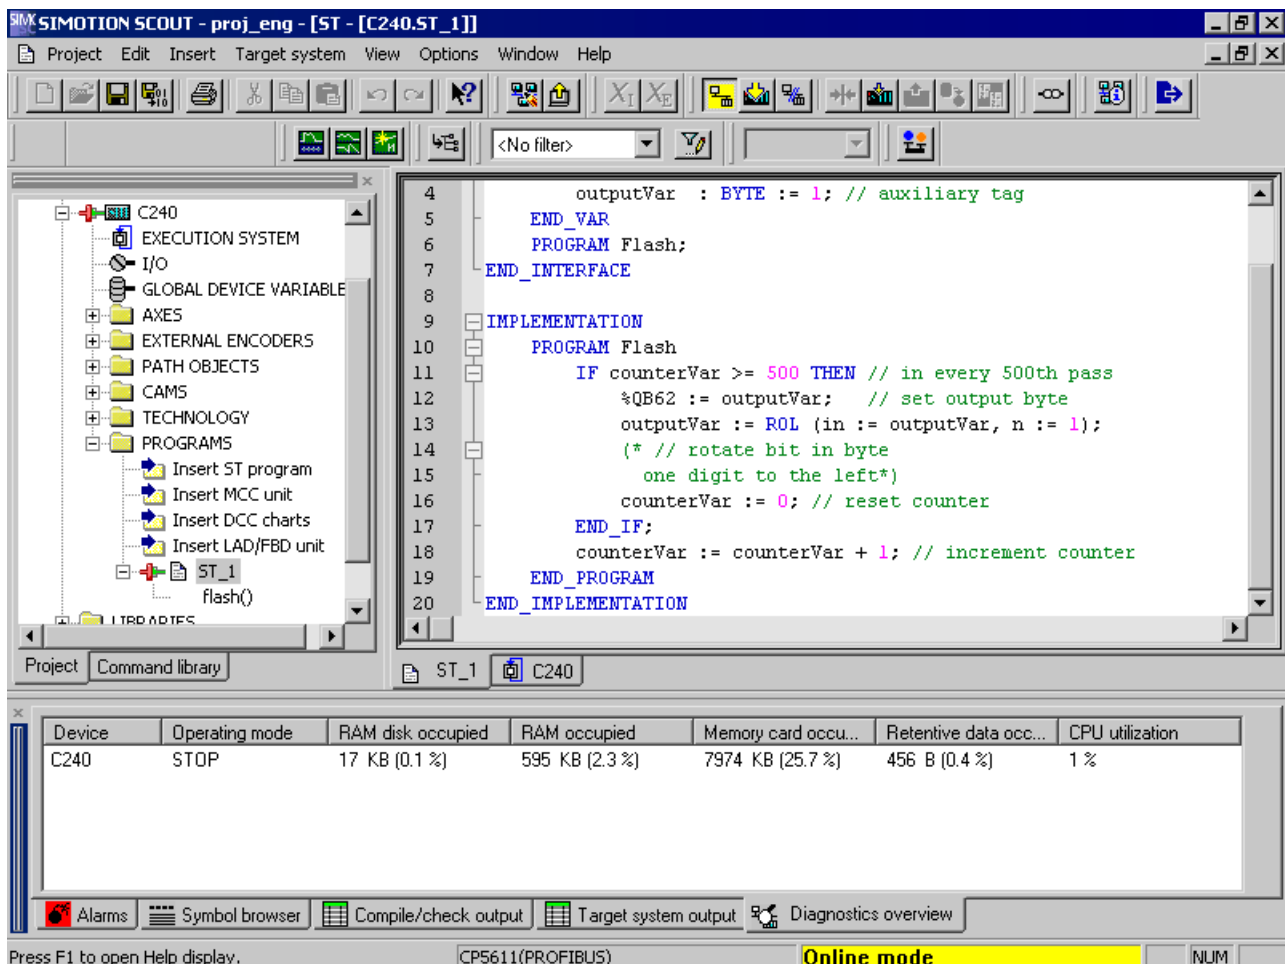 SIMOTION SCOUT - proj_eng - [ST - [C240.ST_1]]
Project Edit Insert Target system View Options Window Help
<No filter>
C240
EXECUTION SYSTEM
I/O
GLOBAL DEVICE VARIABLE
AXES
EXTERNAL ENCODERS
PATH OBJECTS
CAMS
TECHNOLOGY
PROGRAMS
Insert ST program
Insert MCC unit
Insert DCC charts
Insert LAD/FBD unit
ST_1
flash()
LIBRARIES
Project Command library
4 outputVar : BYTE := 1; // auxiliary tag
5 END_VAR
6 PROGRAM Flash;
7 END_INTERFACE
8
9 IMPLEMENTATION
10 PROGRAM Flash
11 IF counterVar >= 500 THEN // in every 500th pass
12 %QB62 := outputVar; // set output byte
13 outputVar := ROL (in := outputVar, n := 1);
14 (* // rotate bit in byte
15 one digit to the left*)
16 counterVar := 0; // reset counter
17 END_IF;
18 counterVar := counterVar + 1; // increment counter
19 END_PROGRAM
20 END_IMPLEMENTATION
ST_1 C240
Device Operating mode RAM disk occupied RAM occupied Memory card occu... Retentive data occ... CPU utilization
C240 STOP 17 KB (0.1 %) 595 KB (2.3 %) 7974 KB (25.7 %) 456 B (0.4 %) 1 %
Alarms Symbol browser Compile/check output Target system output Diagnostics overview
Press F1 to open Help display. CP5611(PROFIBUS) Online mode NUM